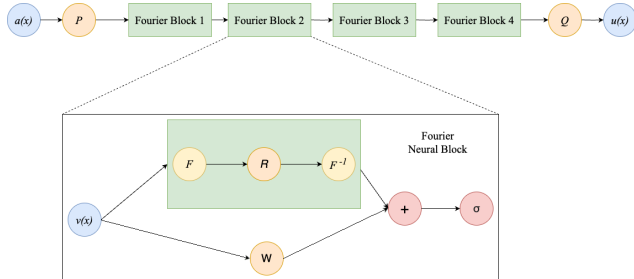 a(x) P Fourier Block 1 Fourier Block 2 Fourier Block 3 Fourier Block 4 Q u(x)
Fourier
Neural Block
F R F⁻¹
v(x) + σ
W